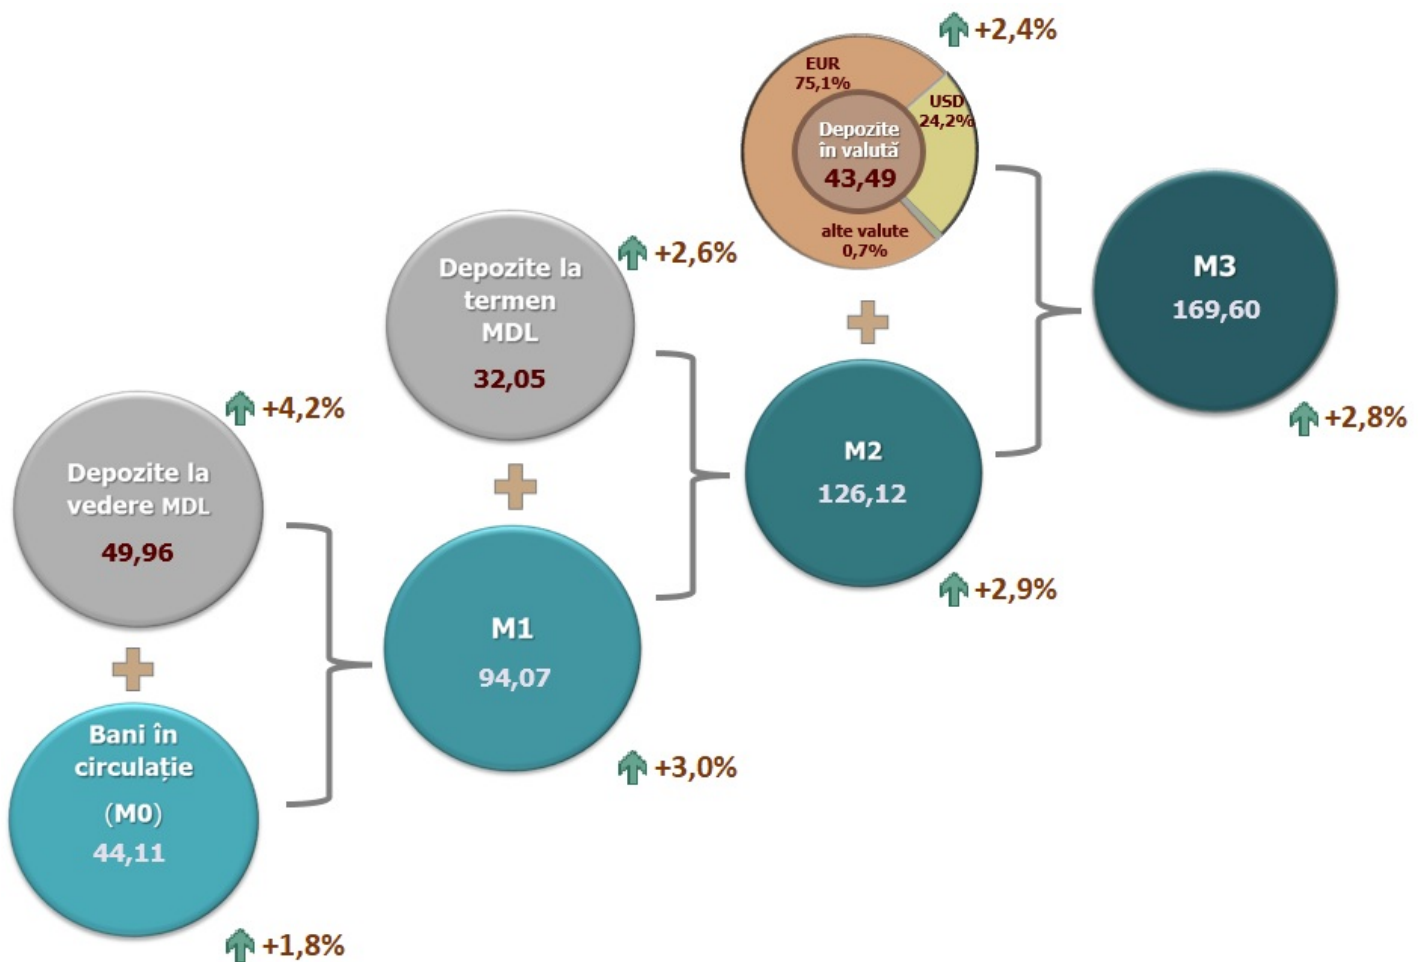 +2,4%
EUR
75,1%
USD
24,2%
Depozite
în valută
43,49
alte valute
0,7%
+2,6%
Depozite la
termen
MDL
32,05
M3
169,60
+2,8%
+4,2%
Depozite la
vedere MDL
49,96
M2
126,12
+2,9%
M1
94,07
+3,0%
Bani în
circulație
(M0)
44,11
+1,8%